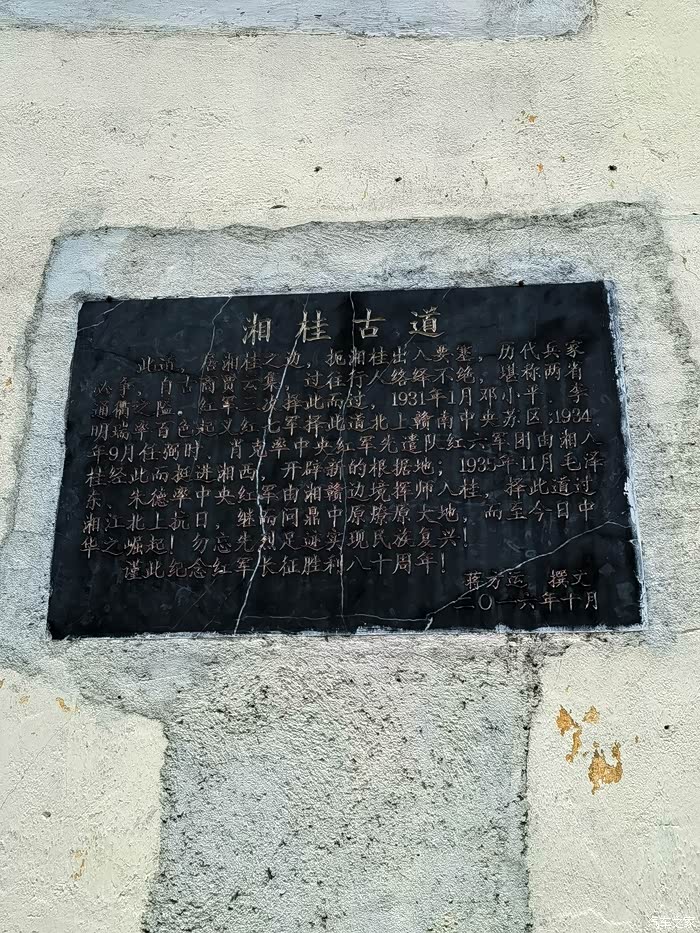 湘桂古道
此道，居湘桂之边，扼湘桂出入要塞，历代兵家
必争，自古商贾云集，过往行人络绎不绝，堪称两省
通衢之隘。红军三次择此而过，1931年1月邓小平、李
明瑞率百色起义红七军择此道北上赣南中央苏区；1934
年9月任弼时、肖克率中央红军先遣队红六军团由湘入
桂经此而挺进湘西，开辟新的根据地；1935年11月毛泽
东、朱德率中央红军由湘赣边境挥师入桂，择此道过
湘江北上抗日，继而问鼎中原燎原大地，而至今日中
华之崛起！勿忘先烈足迹实现民族复兴！
谨此纪念红军长征胜利八十周年！
蒋方运 撰文
二〇一六年十月